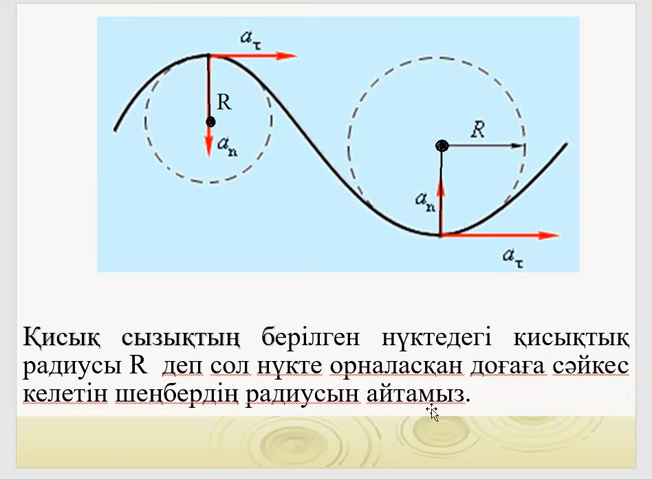 aτ
R
R
aₙ
aₙ
aτ
Қисық сызықтың берілген нүктедегі қисықтық
радиусы R деп сол нүкте орналасқан доғаға сәйкес
келетін шеңбердің радиусын айтамыз.